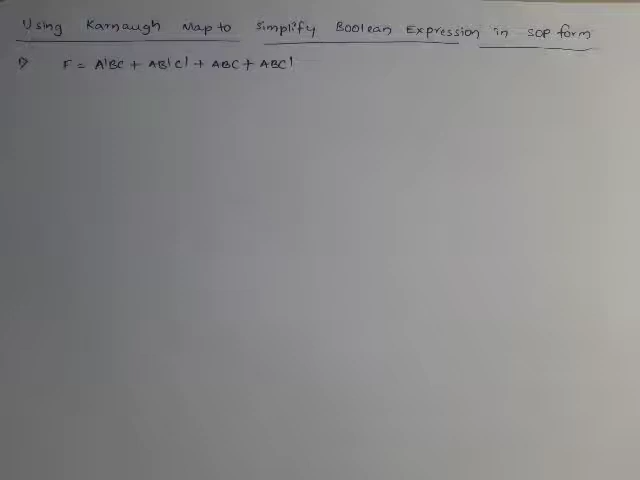 Using Karnaugh Map to simplify Boolean Expression in SOP form
1) F = A'BC + AB'C' + ABC + ABC'